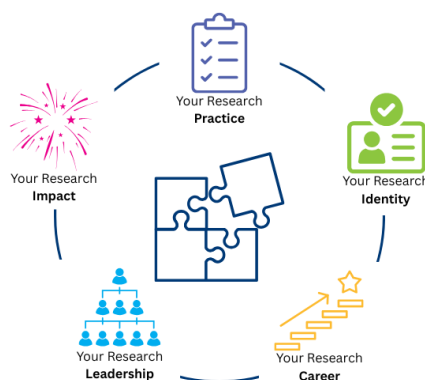 Your Research
Practice
Your Research
Identity
Your Research
Career
Your Research
Leadership
Your Research
Impact